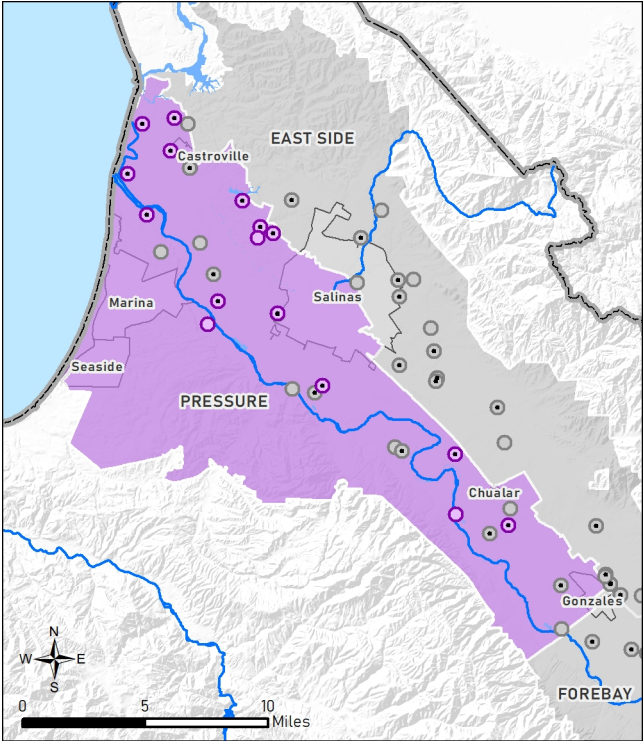 EAST SIDE
Castroville
Salinas
Marina
Seaside
PRESSURE
Chualar
Gonzales
N
W E
S
FOREBAY
0 5 10
Miles